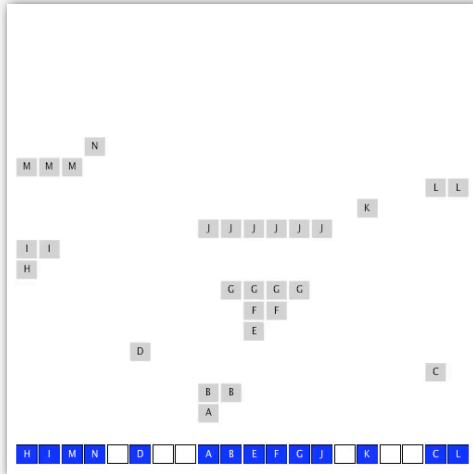 N
M M M
L L
K
J J J J J J
I I
H
G G G G
F F
E
D
C
B B
A
H I M N D A B E F G J K C L